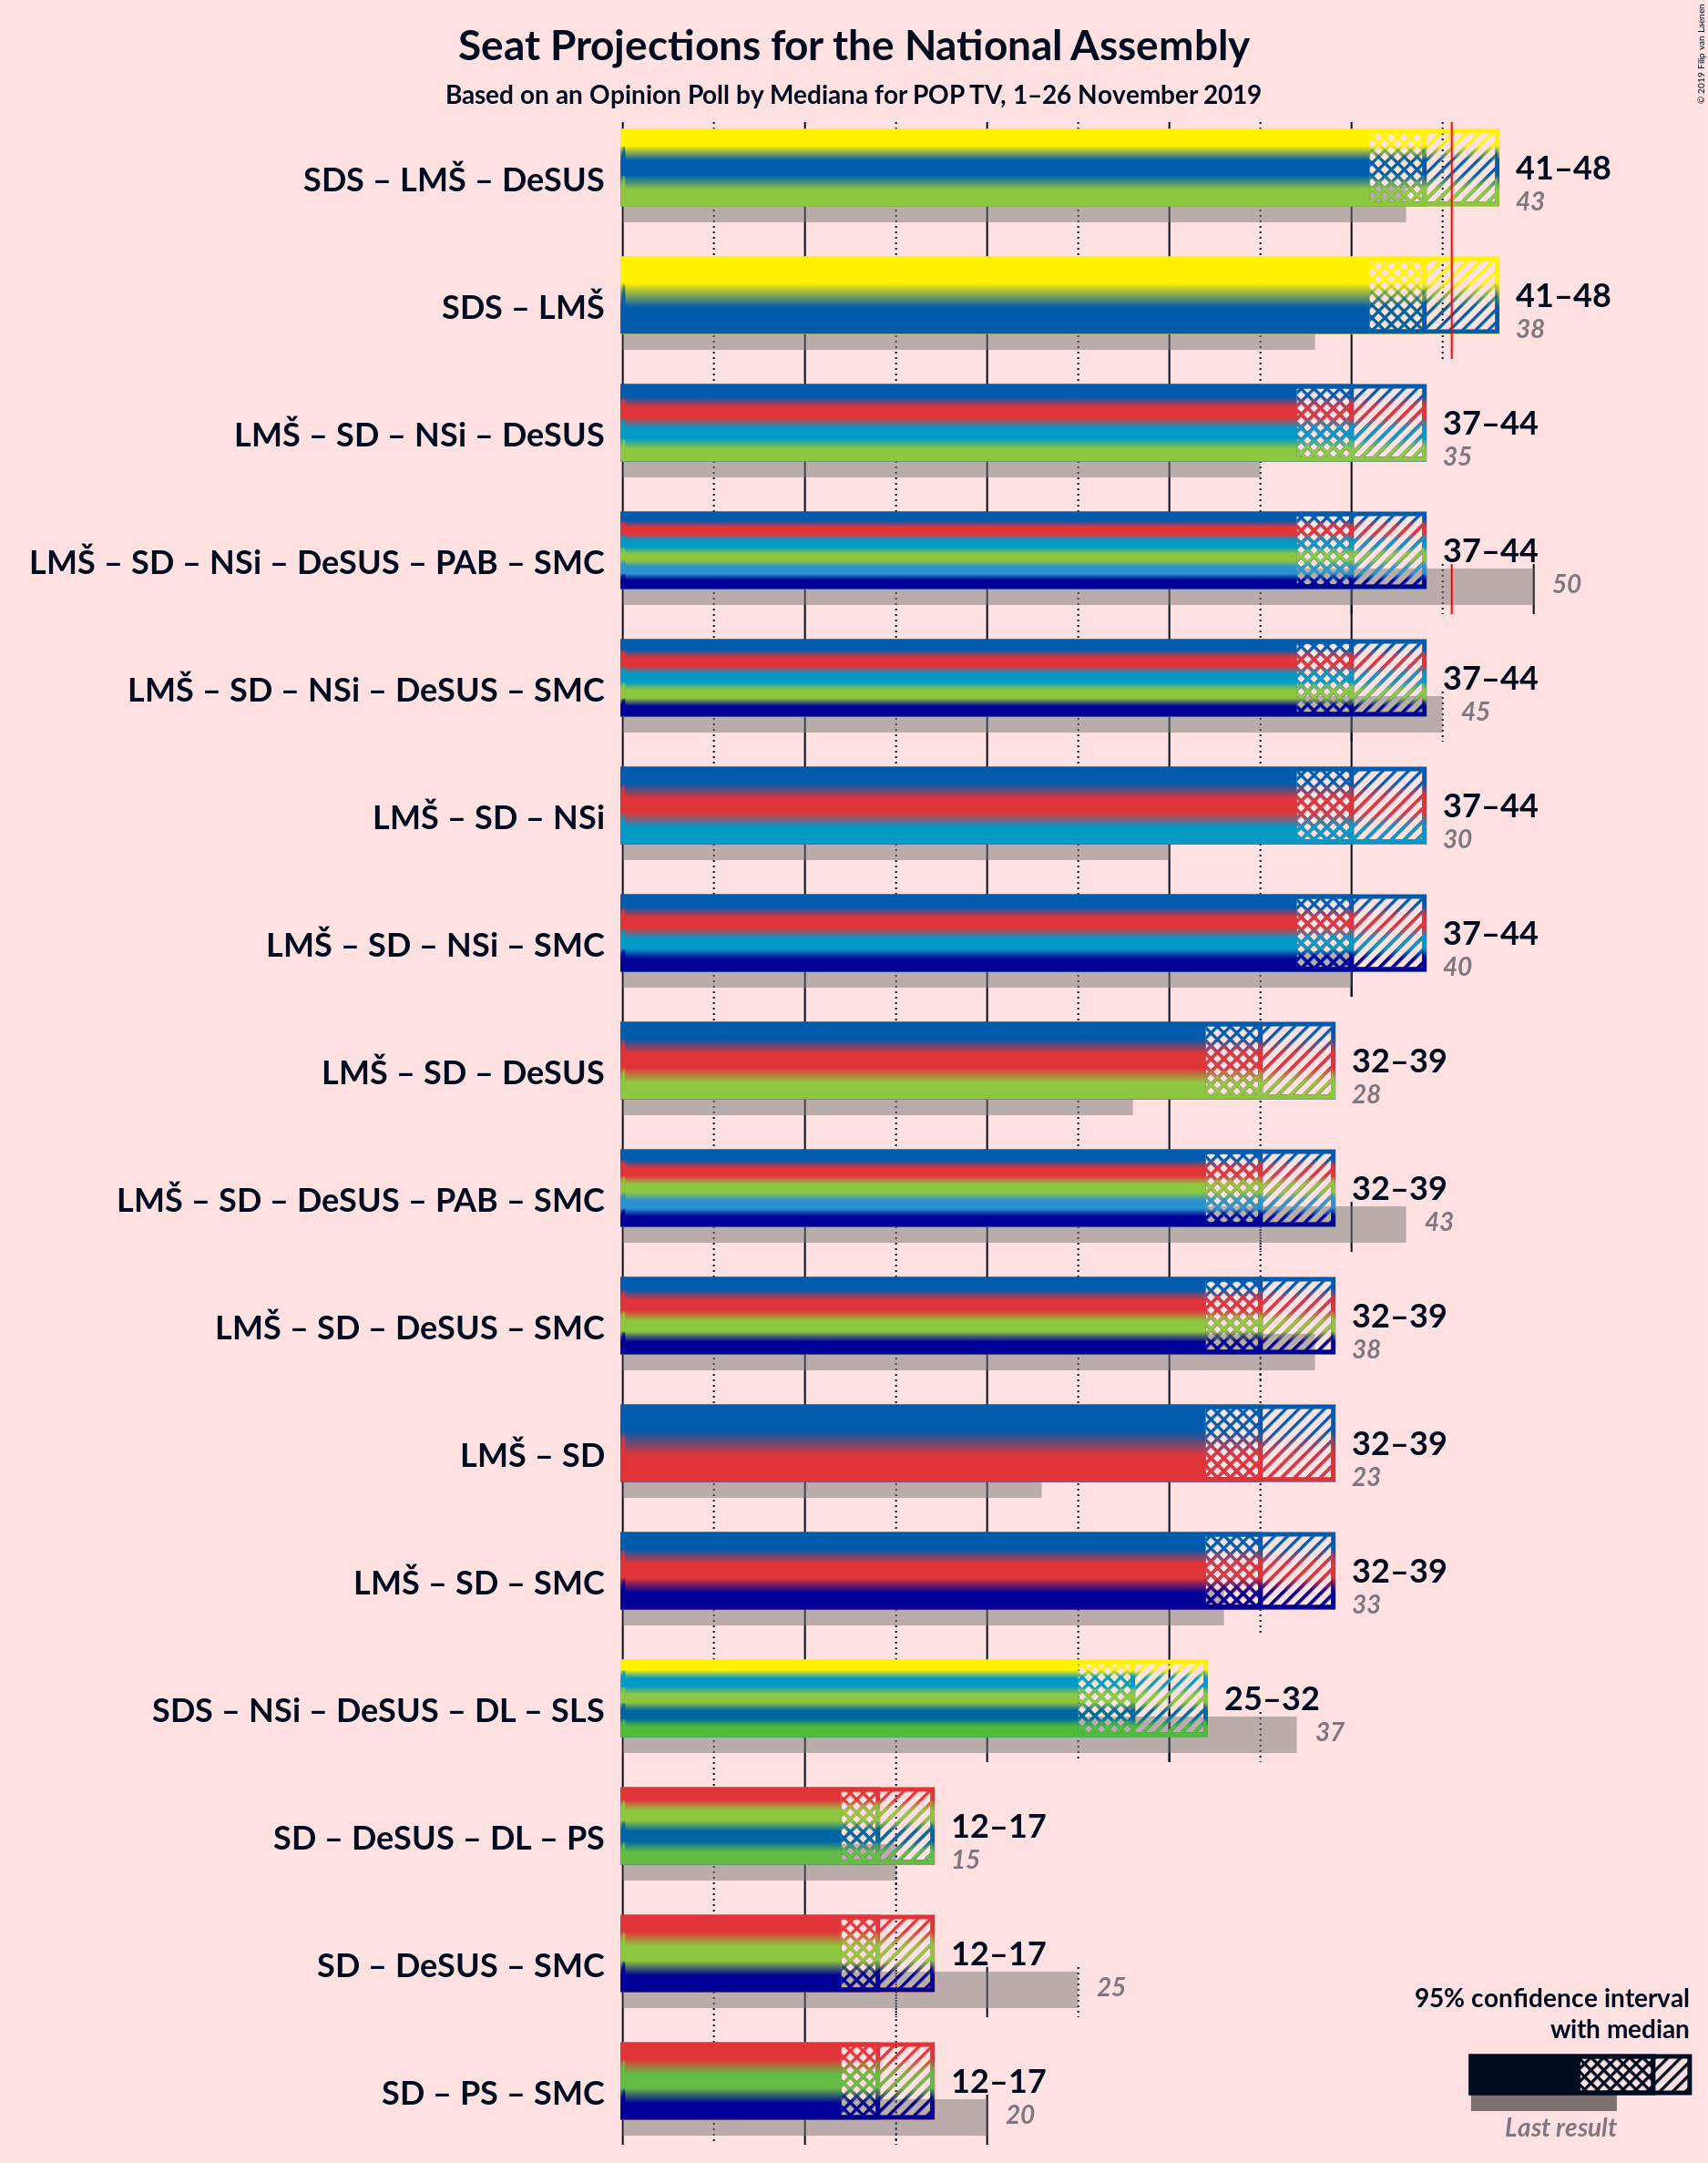 Seat Projections for the National Assembly
Based on an Opinion Poll by Mediana for POP TV, 1–26 November 2019
© 2019 Filip van Laenen
SDS – LMŠ – DeSUS
41–48
43
SDS – LMŠ
41–48
38
LMŠ – SD – NSi – DeSUS
37–44
35
LMŠ – SD – NSi – DeSUS – PAB – SMC
37–44
50
LMŠ – SD – NSi – DeSUS – SMC
37–44
45
LMŠ – SD – NSi
37–44
30
LMŠ – SD – NSi – SMC
37–44
40
LMŠ – SD – DeSUS
32–39
28
LMŠ – SD – DeSUS – PAB – SMC
32–39
43
LMŠ – SD – DeSUS – SMC
32–39
38
LMŠ – SD
32–39
23
LMŠ – SD – SMC
32–39
33
SDS – NSi – DeSUS – DL – SLS
25–32
37
SD – DeSUS – DL – PS
12–17
15
SD – DeSUS – SMC
12–17
25
SD – PS – SMC
12–17
20
95% confidence interval
with median
Last result